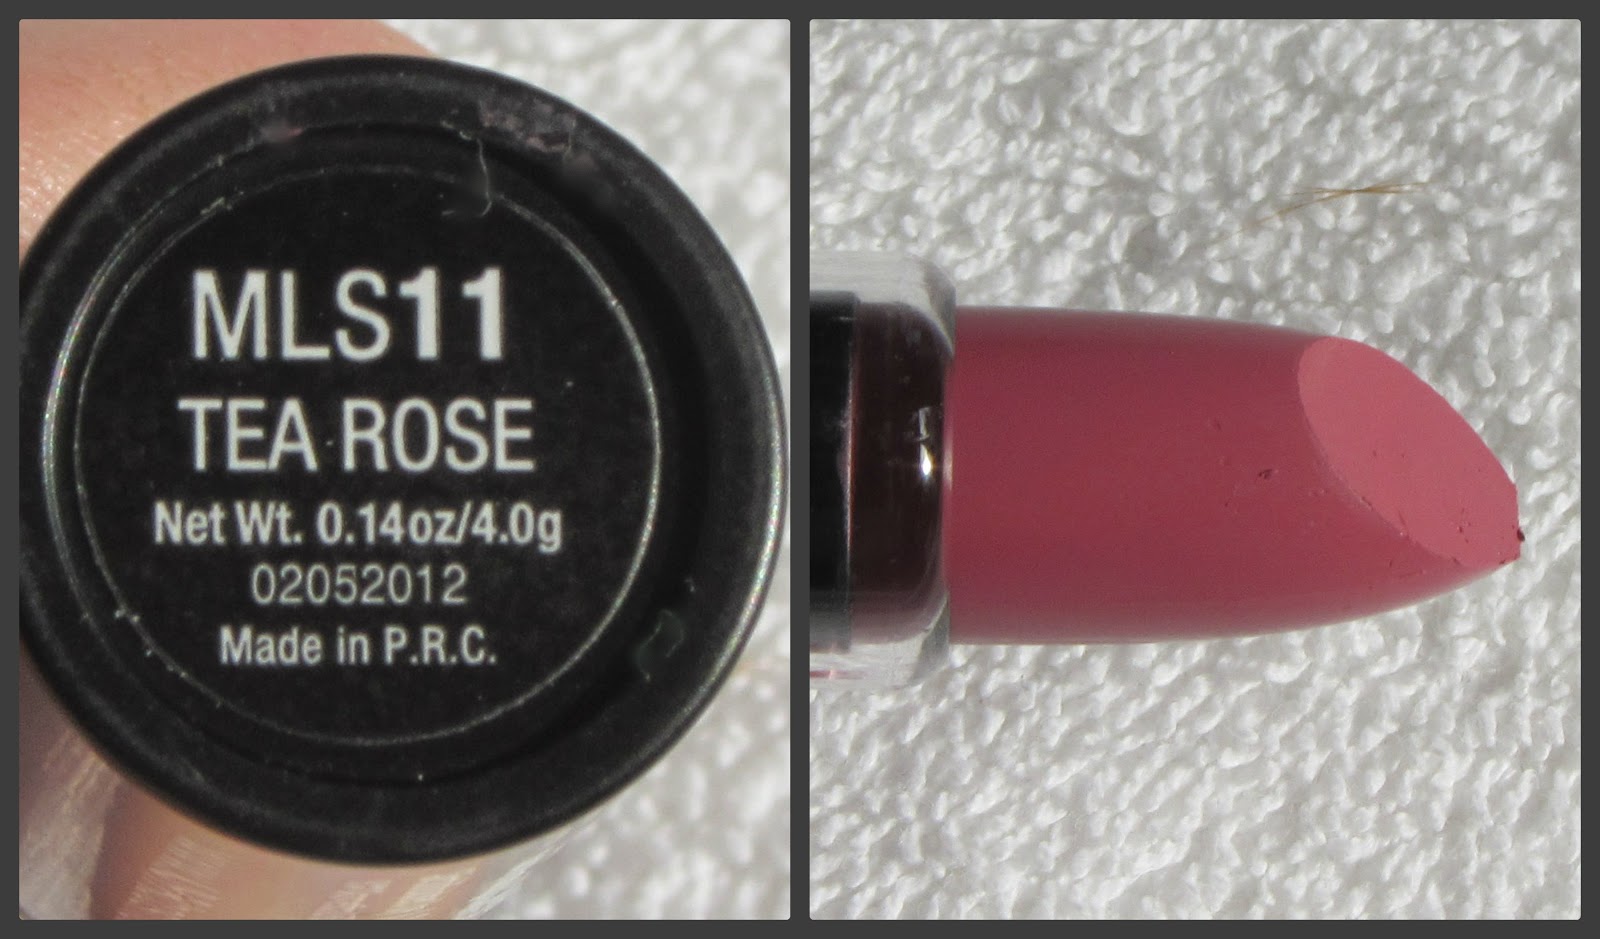 MLS11
TEA ROSE
Net Wt. 0.14oz/4.0g
02052012
Made in P.R.C.